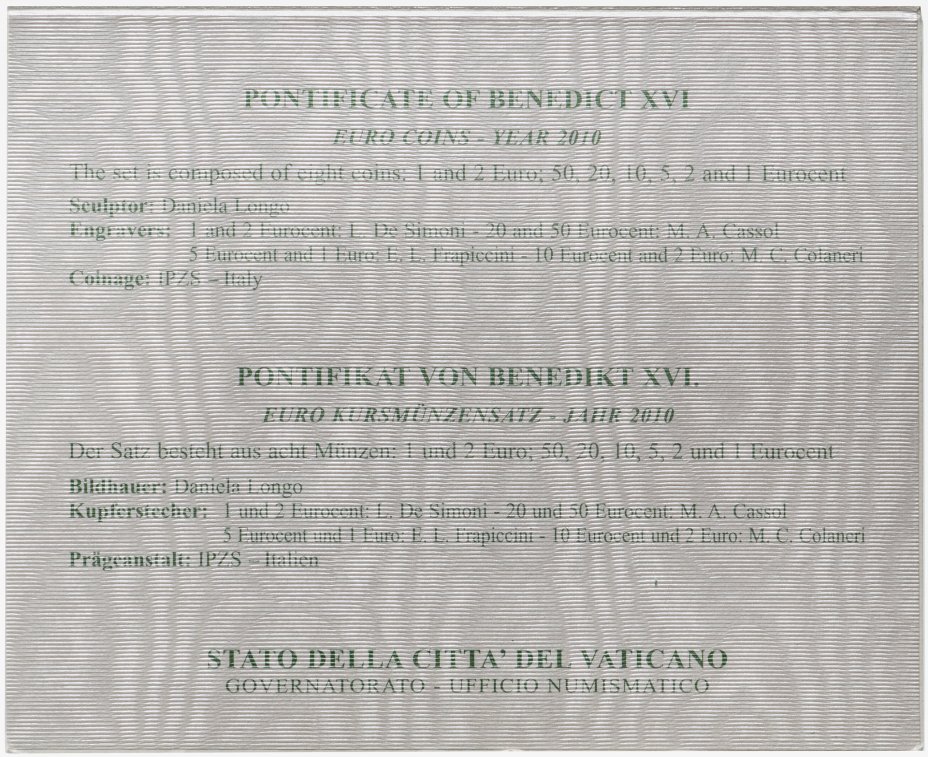 PONTIFICATE OF BENEDICT XVI
EURO COINS - YEAR 2010
The set is composed of eight coins: 1 and 2 Euro; 50, 20, 10, 5, 2 and 1 Eurocent
Sculptor: Daniela Longo
Engravers: 1 and 2 Eurocent: L. De Simoni - 20 and 50 Eurocent: M. A. Cassol
5 Eurocent and 1 Euro: E. L. Frapiccini - 10 Eurocent and 2 Euro: M. C. Colaneri
Coinage: IPZS – Italy
PONTIFIKAT VON BENEDIKT XVI.
EURO KURSMÜNZENSATZ - JAHR 2010
Der Satz besteht aus acht Münzen: 1 und 2 Euro; 50, 20, 10, 5, 2 und 1 Eurocent
Bildhauer: Daniela Longo
Kupferstecher: 1 und 2 Eurocent: L. De Simoni - 20 und 50 Eurocent: M. A. Cassol
5 Eurocent und 1 Euro: E. L. Frapiccini - 10 Eurocent und 2 Euro: M. C. Colaneri
Prägeanstalt: IPZS – Italien
STATO DELLA CITTA' DEL VATICANO
GOVERNATORATO - UFFICIO NUMISMATICO